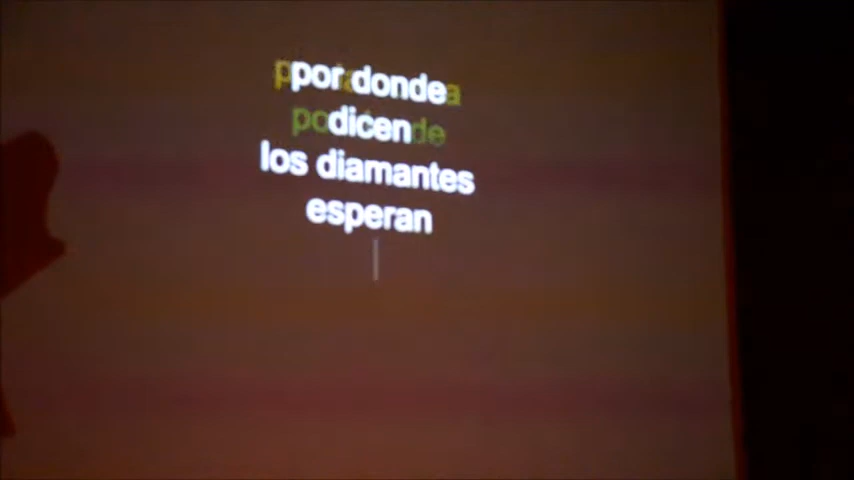 por donde
dicen
los diamantes
esperan